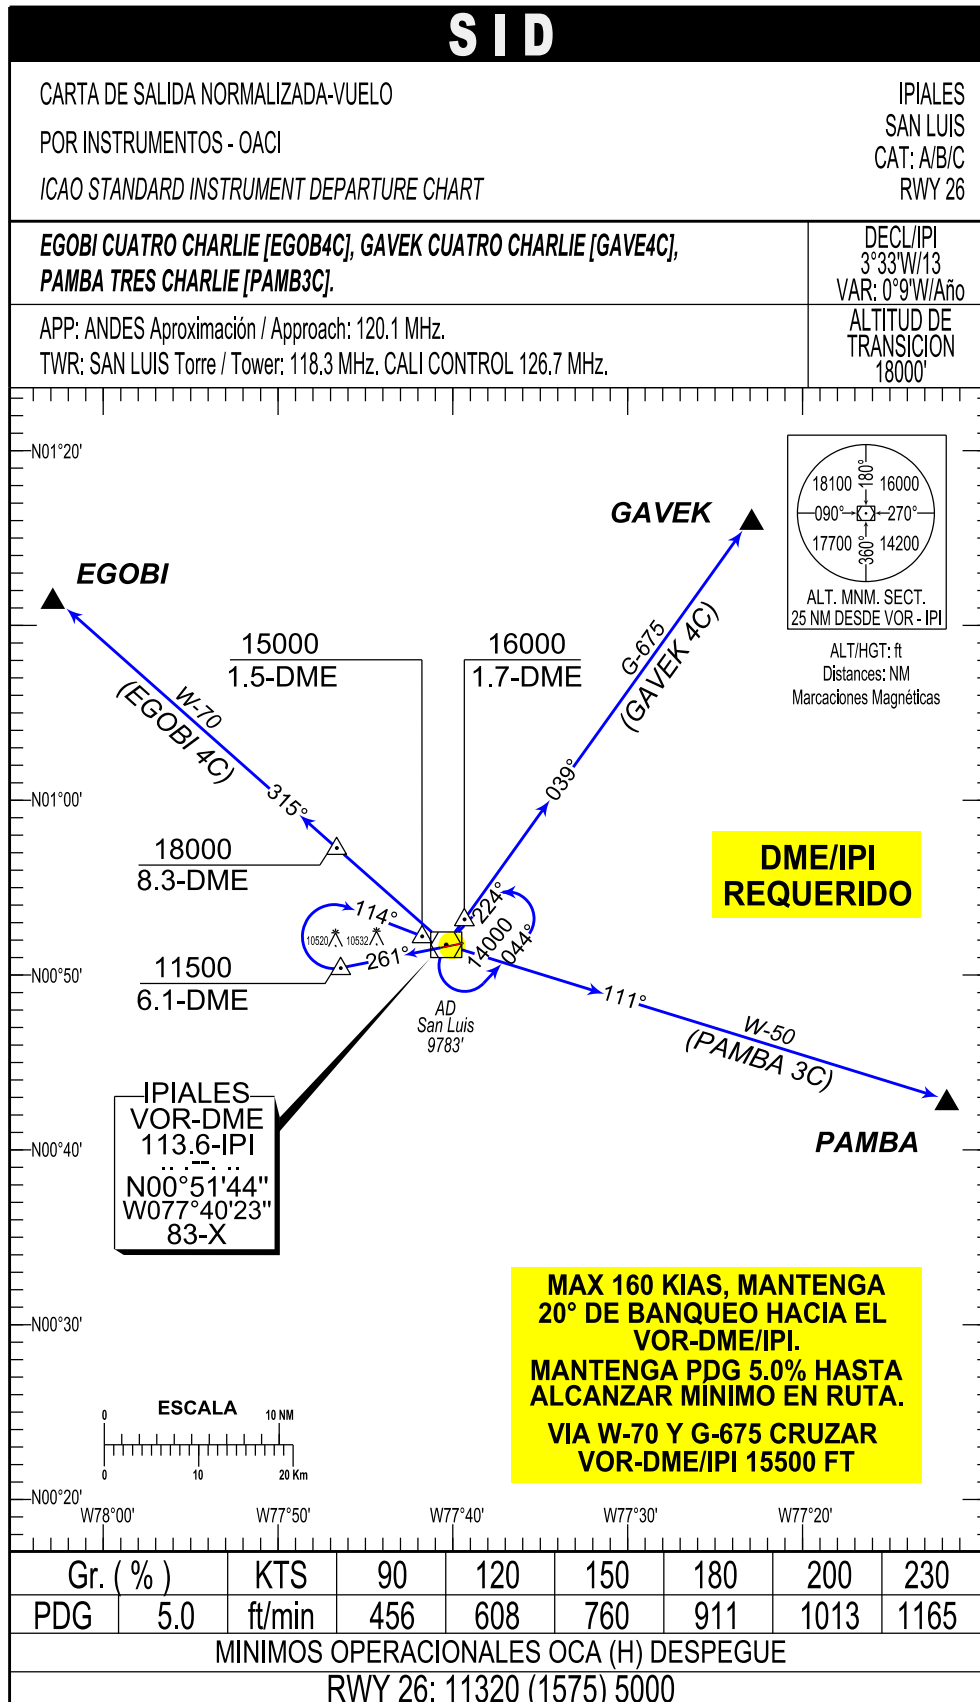 SID
CARTA DE SALIDA NORMALIZADA-VUELO
POR INSTRUMENTOS - OACI
ICAO STANDARD INSTRUMENT DEPARTURE CHART
IPIALES
SAN LUIS
CAT: A/B/C
RWY 26
EGOBI CUATRO CHARLIE [EGOB4C], GAVEK CUATRO CHARLIE [GAVE4C],
PAMBA TRES CHARLIE [PAMB3C].
DECL/IPI
3°33'W/13
VAR: 0°9'W/Año
APP: ANDES Aproximación / Approach: 120.1 MHz.
TWR: SAN LUIS Torre / Tower: 118.3 MHz. CALI CONTROL 126.7 MHz.
ALTITUD DE
TRANSICION
18000'
N01°20'
18100 180° 16000
090° 270°
17700 360° 14200
ALT. MNM. SECT.
25 NM DESDE VOR - IPI
ALT/HGT: ft
Distances: NM
Marcaciones Magnéticas
GAVEK
EGOBI
15000
1.5-DME
16000
1.7-DME
G-675
(GAVEK 4C)
W-70
(EGOBI 4C)
039°
315°
N01°00'
18000
8.3-DME
DME/IPI
REQUERIDO
114°
224°
10520
10532
261°
14000
044°
11500
6.1-DME
N00°50'
111°
AD
San Luis
9783'
W-50
(PAMBA 3C)
IPIALES
VOR-DME
113.6-IPI
.. .--. ..
N00°51'44"
W077°40'23"
83-X
N00°40'
PAMBA
MAX 160 KIAS, MANTENGA
20° DE BANQUEO HACIA EL
VOR-DME/IPI.
MANTENGA PDG 5.0% HASTA
ALCANZAR MÍNIMO EN RUTA.
VIA W-70 Y G-675 CRUZAR
VOR-DME/IPI 15500 FT
N00°30'
ESCALA
0 10 NM
0 10 20 Km
N00°20'
W78°00' W77°50' W77°40' W77°30' W77°20'
Gr. ( % ) KTS 90 120 150 180 200 230
PDG 5.0 ft/min 456 608 760 911 1013 1165
MINIMOS OPERACIONALES OCA (H) DESPEGUE
RWY 26: 11320 (1575) 5000